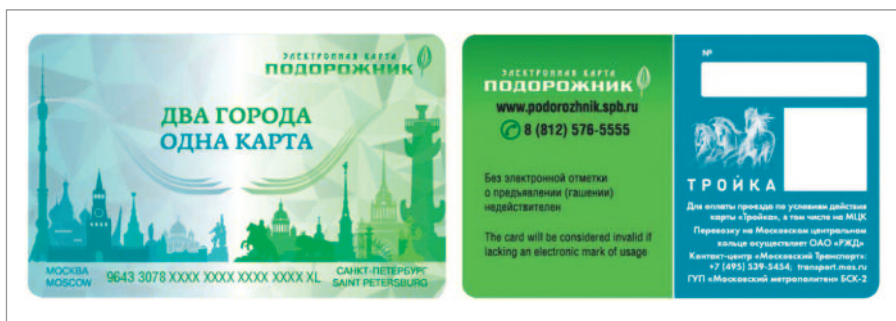 ЭЛЕКТРОННАЯ КАРТА
ПОДОРОЖНИК
ДВА ГОРОДА
ОДНА КАРТА
МОСКВА
MOSCOW
9643 3078 XXXX XXXX XXXX XXXX XL
САНКТ-ПЕТЕРБУРГ
SAINT PETERSBURG
ЭЛЕКТРОННАЯ КАРТА
ПОДОРОЖНИК
www.podorozhnik.spb.ru
8 (812) 576-5555
Без электронной отметки
о предъявлении (гашении)
недействителен
The card will be considered invalid if
lacking an electronic mark of usage
№
ТРОЙКА
Для оплаты проезда по условиям действия
карты «Тройка», в том числе на МЦК
Перевозку на Московском центральном
кольце осуществляет ОАО «РЖД»
Контакт-центр «Московский Транспорт»:
+7 (495) 539-5454; transport.mos.ru
ГУП «Московский метрополитен» БСК-2